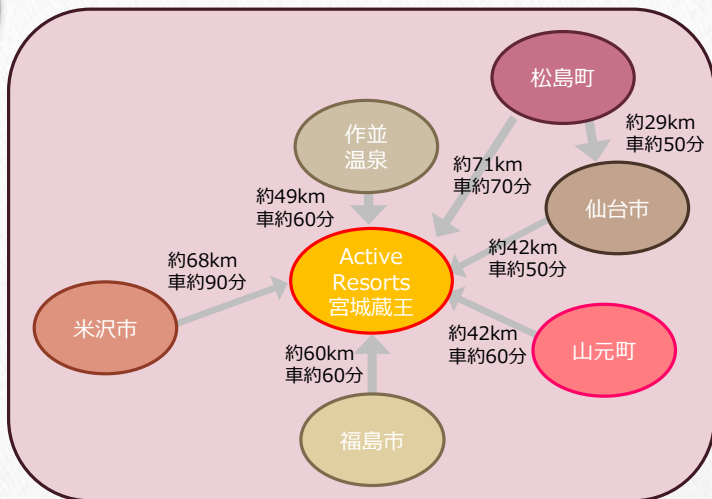 松島町
約29km
車約50分
作並
温泉
約71km
車約70分
仙台市
約49km
車約60分
Active
Resorts
宮城蔵王
約42km
車約50分
約68km
車約90分
米沢市
約42km
車約60分
山元町
約60km
車約60分
福島市